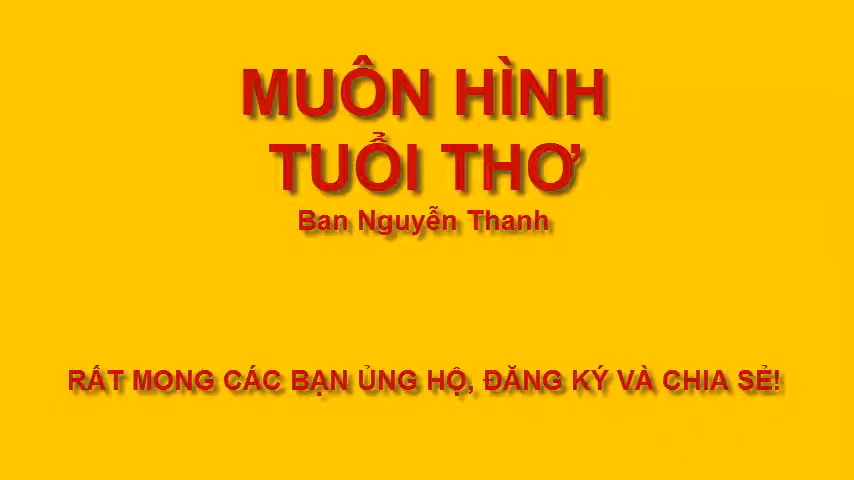 MUÔN HÌNH
TUỔI THƠ
Ban Nguyễn Thanh
RẤT MONG CÁC BẠN ỦNG HỘ, ĐĂNG KÝ VÀ CHIA SẺ!